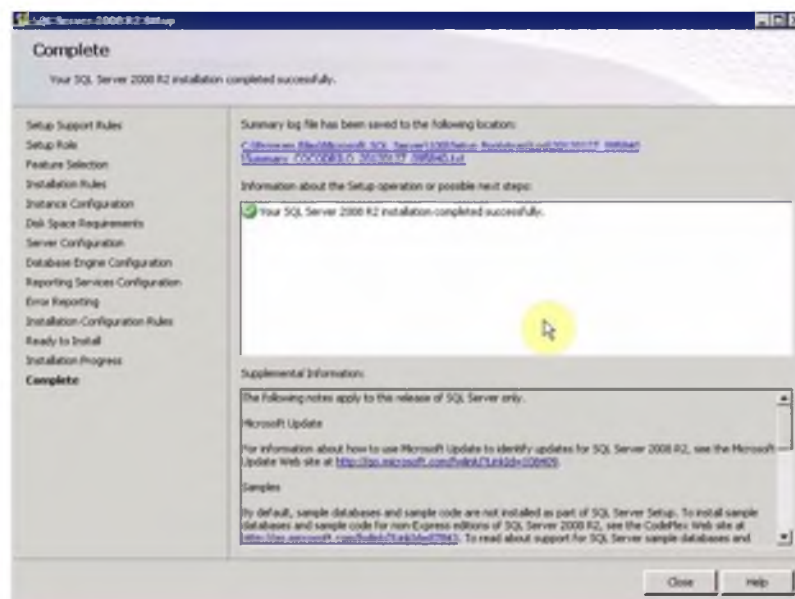 SQL Server 2008 R2 Setup
Complete
Your SQL Server 2008 R2 installation completed successfully.
Setup Support Rules
Setup Role
Feature Selection
Installation Rules
Instance Configuration
Disk Space Requirements
Server Configuration
Database Engine Configuration
Reporting Services Configuration
Error Reporting
Installation Configuration Rules
Ready to Install
Installation Progress
Complete
Summary log file has been saved to the following location:
Information about the Setup operation or possible next steps:
Your SQL Server 2008 R2 installation completed successfully.
Supplemental Information:
The following notes apply to this release of SQL Server only.
Microsoft Update
For information about how to use Microsoft Update to identify updates for SQL Server 2008 R2, see the Microsoft
Update Web site at
Samples
By default, sample databases and sample code are not installed as part of SQL Server Setup. To install sample
databases and sample code for non-Express editions of SQL Server 2008 R2, see the CodePlex Web site at
To read about support for SQL Server sample databases and
Close
Help